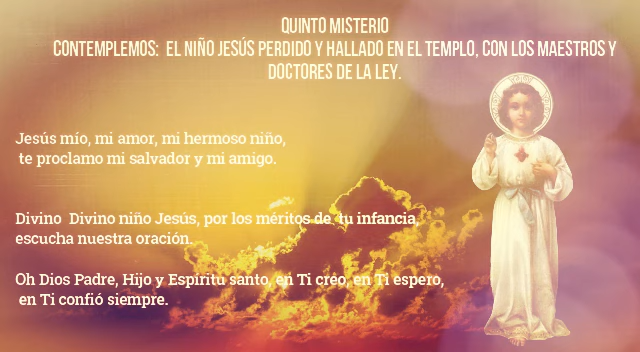 QUINTO MISTERIO
CONTEMPLEMOS: EL NIÑO JESÚS PERDIDO Y HALLADO EN EL TEMPLO, CON LOS MAESTROS Y
DOCTORES DE LA LEY.
Jesús mío, mi amor, mi hermoso niño,
te proclamo mi salvador y mi amigo.
Divino Divino niño Jesús, por los méritos de tu infancia,
escucha nuestra oración.
Oh Dios Padre, Hijo y Espíritu santo, en Ti creo, en Ti espero,
en Ti confió siempre.